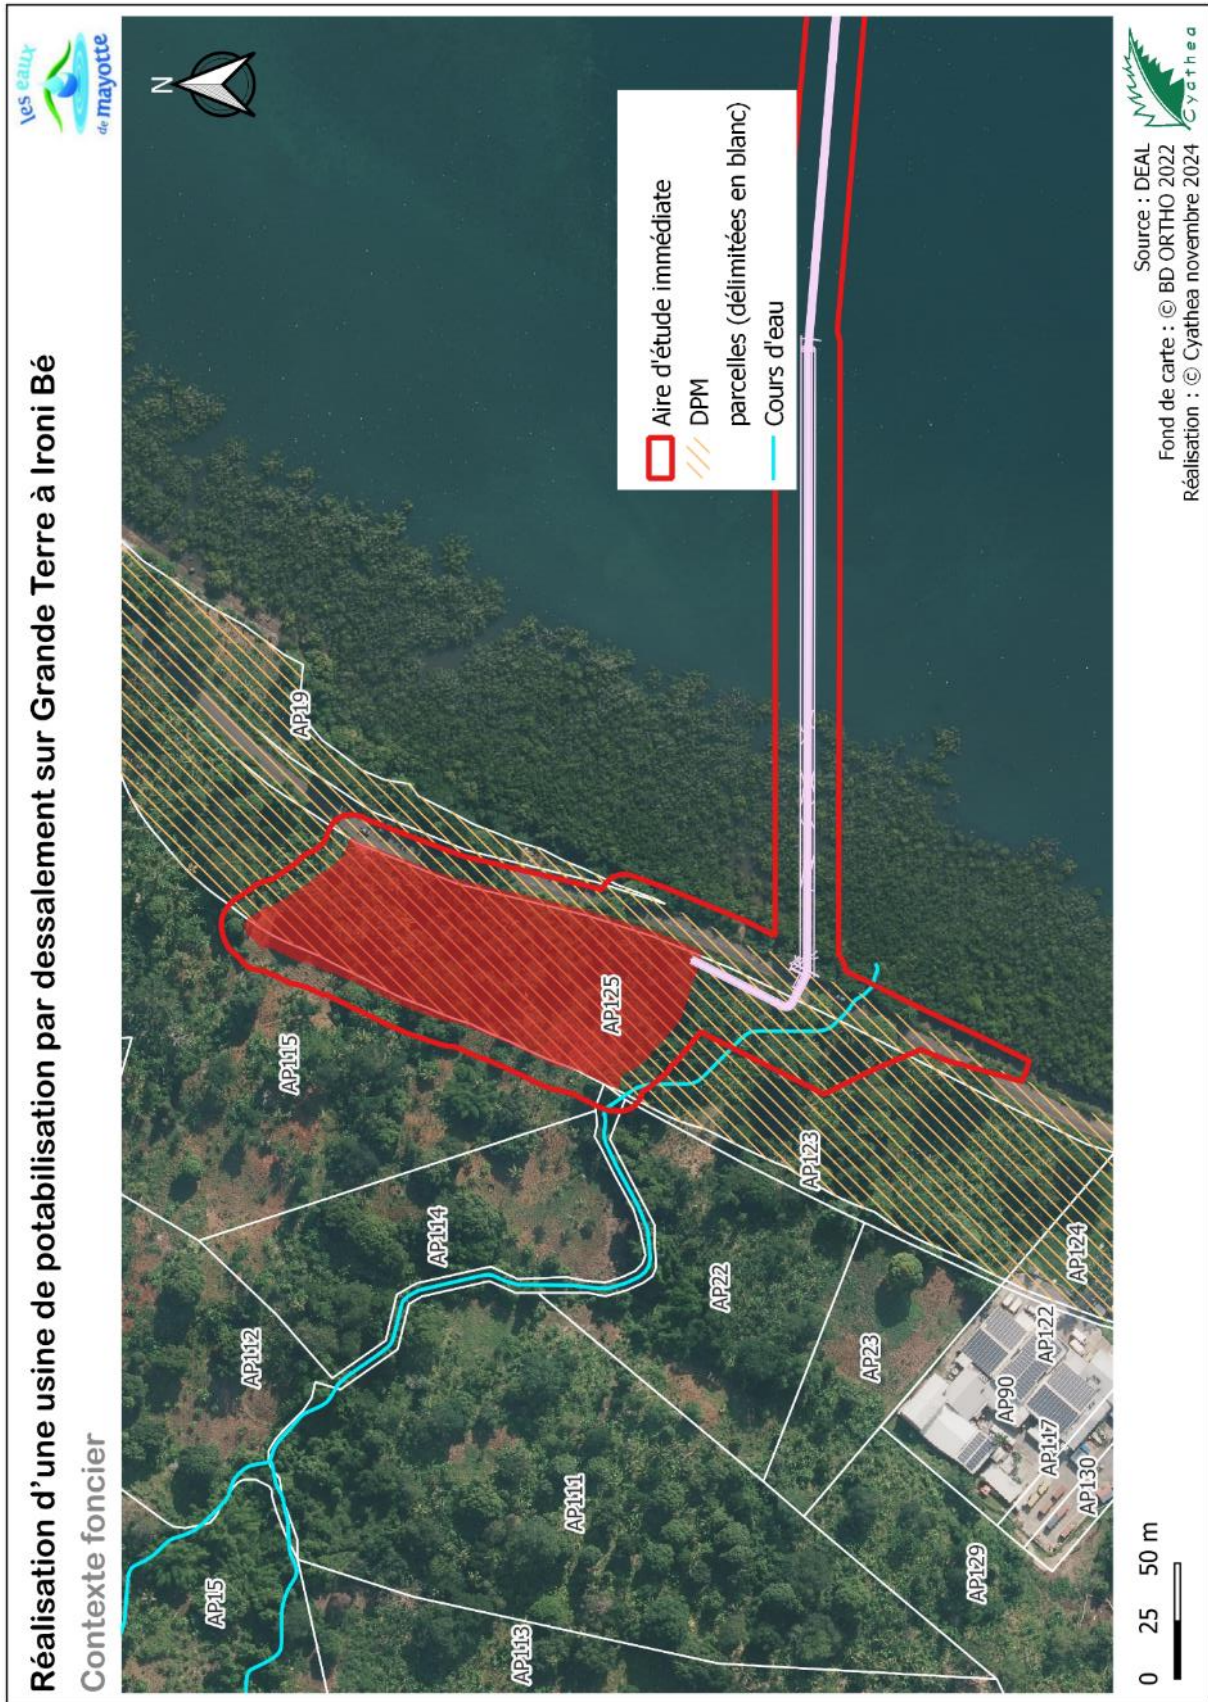 Réalisation d'une usine de potabilisation par dessalement sur Grande Terre à Ironi Bé
Contexte foncier
les eaux
de mayotte
N
AP19
AP115
AP125
AP114
AP112
AP15
AP123
AP22
AP111
AP113
AP23
AP124
AP122
AP90
AP117
AP130
AP129
Aire d'étude immédiate
DPM
parcelles (délimitées en blanc)
Cours d'eau
0 25 50 m
Source : DEAL
Fond de carte : © BD ORTHO 2022
Réalisation : © Cyathea novembre 2024
Cyathea